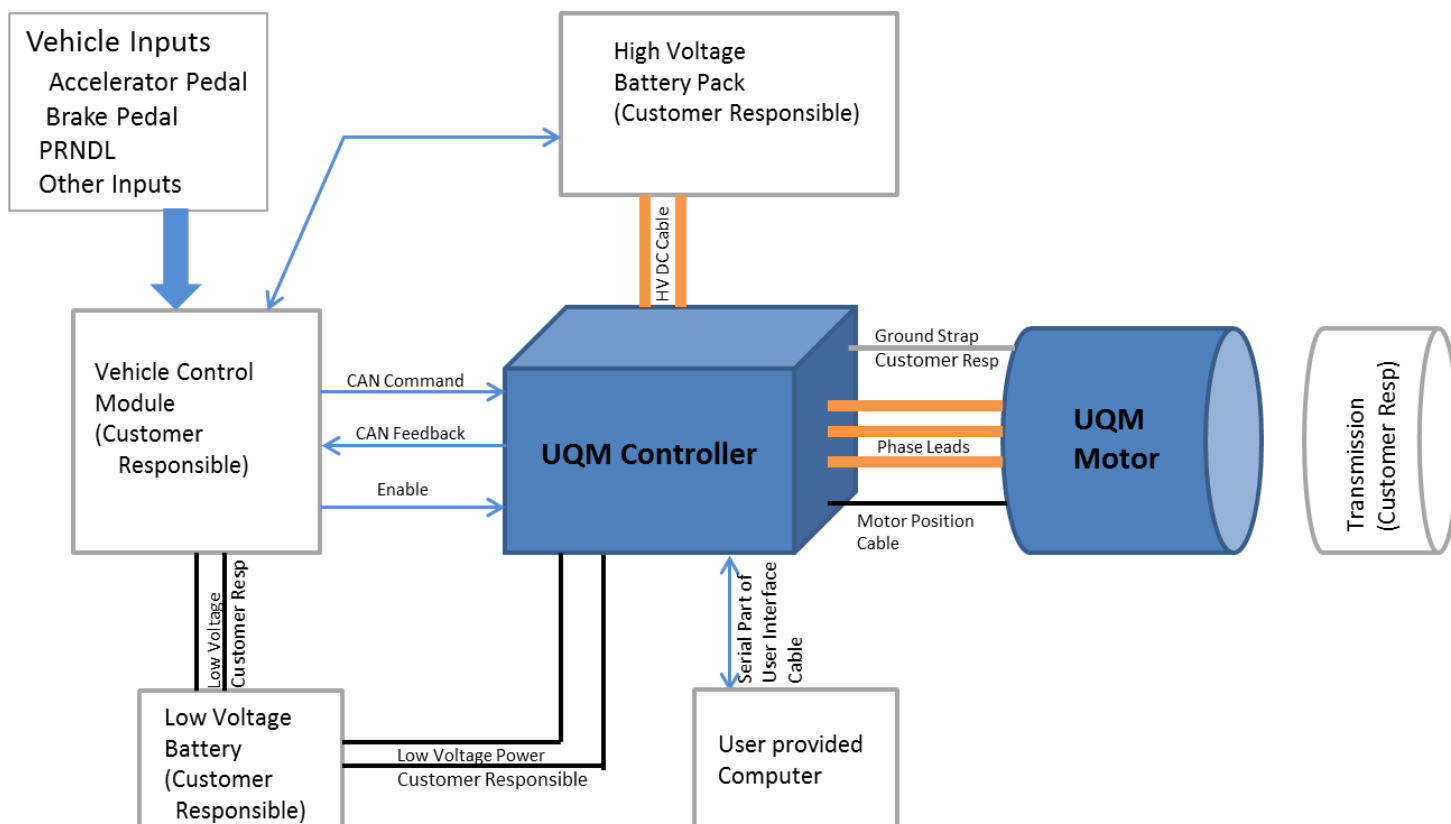 Vehicle Inputs
Accelerator Pedal
Brake Pedal
PRNDL
Other Inputs
High Voltage
Battery Pack
(Customer Responsible)
HV DC Cable
Vehicle Control
Module
(Customer
Responsible)
CAN Command
CAN Feedback
Enable
UQM Controller
Ground Strap
Customer Resp
Phase Leads
Motor Position
Cable
UQM
Motor
Transmission
(Customer Resp)
Low Voltage
Customer Resp
Low Voltage
Battery
(Customer
Responsible)
Low Voltage Power
Customer Responsible
Serial Part of
User Interface
Cable
User provided
Computer